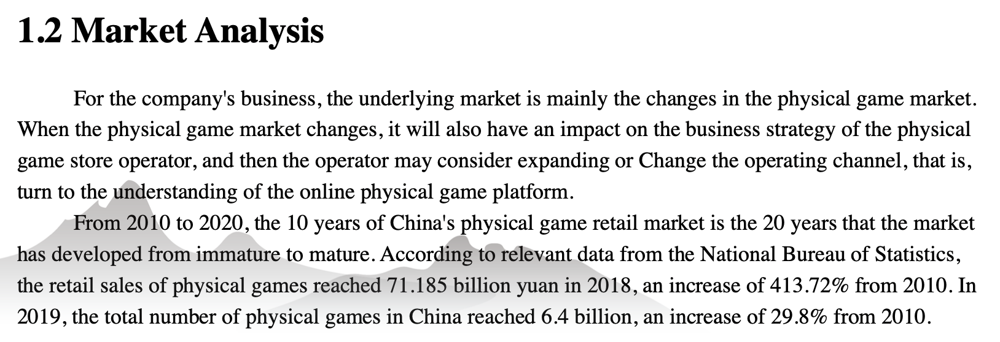 1.2 Market Analysis
For the company's business, the underlying market is mainly the changes in the physical game market.
When the physical game market changes, it will also have an impact on the business strategy of the physical
game store operator, and then the operator may consider expanding or Change the operating channel, that is,
turn to the understanding of the online physical game platform.
From 2010 to 2020, the 10 years of China's physical game retail market is the 20 years that the market
has developed from immature to mature. According to relevant data from the National Bureau of Statistics,
the retail sales of physical games reached 71.185 billion yuan in 2018, an increase of 413.72% from 2010. In
2019, the total number of physical games in China reached 6.4 billion, an increase of 29.8% from 2010.